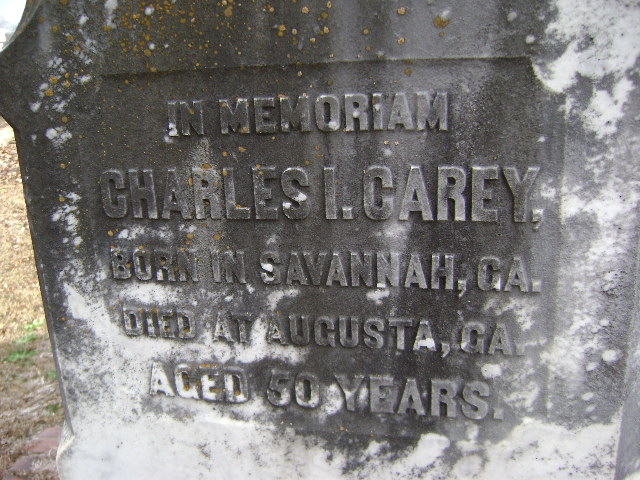 IN MEMORIAM
CHARLES I. CAREY,
BORN IN SAVANNAH, GA.
DIED AT AUGUSTA, GA.
AGED 50 YEARS.